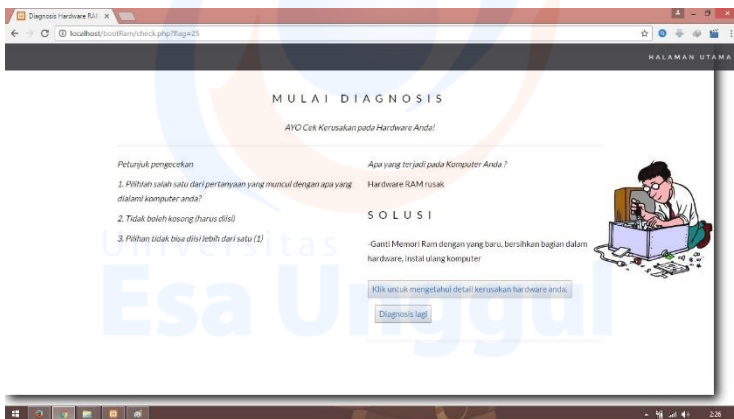 Diagnosis Hardware RAM
localhost/bootRam/check.php?flag=25
HALAMAN UTAMA
MULAI DIAGNOSIS
AYO Cek Kerusakan pada Hardware Anda!
Petunjuk pengecekan
1. Pilihlah salah satu dari pertanyaan yang muncul dengan apa yang
dialami komputer anda?
2. Tidak boleh kosong (harus diisi)
3. Pilihan tidak bisa diisi lebih dari satu (1)
Apa yang terjadi pada Komputer Anda ?
Hardware RAM rusak
SOLUSI
-Ganti Memori Ram dengan yang baru, bersihkan bagian dalam
hardware, instal ulang komputer
Klik untuk mengetahui detail kerusakan hardware anda.
Diagnosis lagi
Universitas
Esa Unggul
2:26